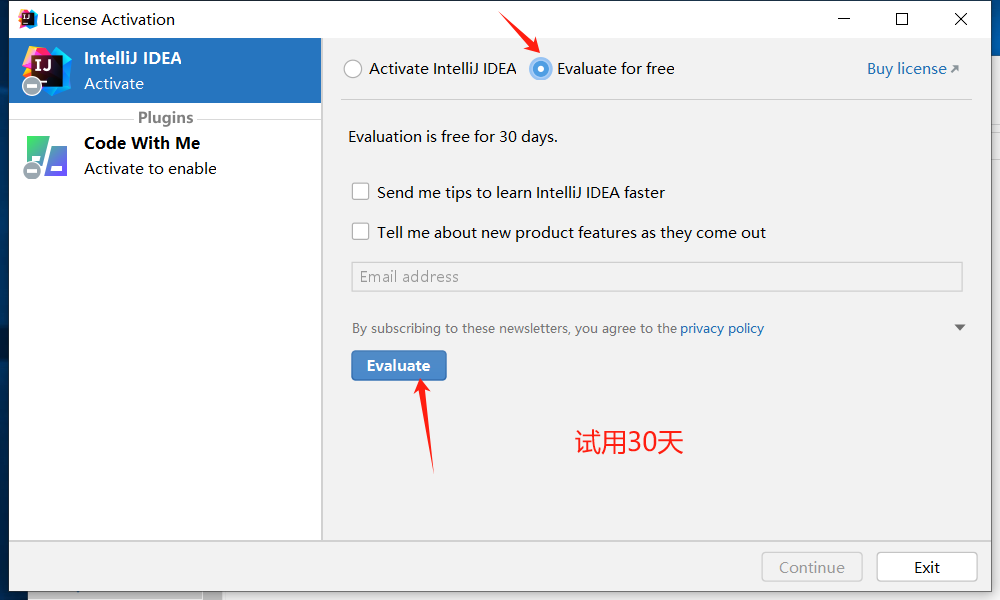 License Activation
IJ
IntelliJ IDEA
Activate
Plugins
Code With Me
Activate to enable
Activate IntelliJ IDEA
Evaluate for free
Buy license
Evaluation is free for 30 days.
Send me tips to learn IntelliJ IDEA faster
Tell me about new product features as they come out
Email address
By subscribing to these newsletters, you agree to the privacy policy
Evaluate
试用30天
Continue
Exit